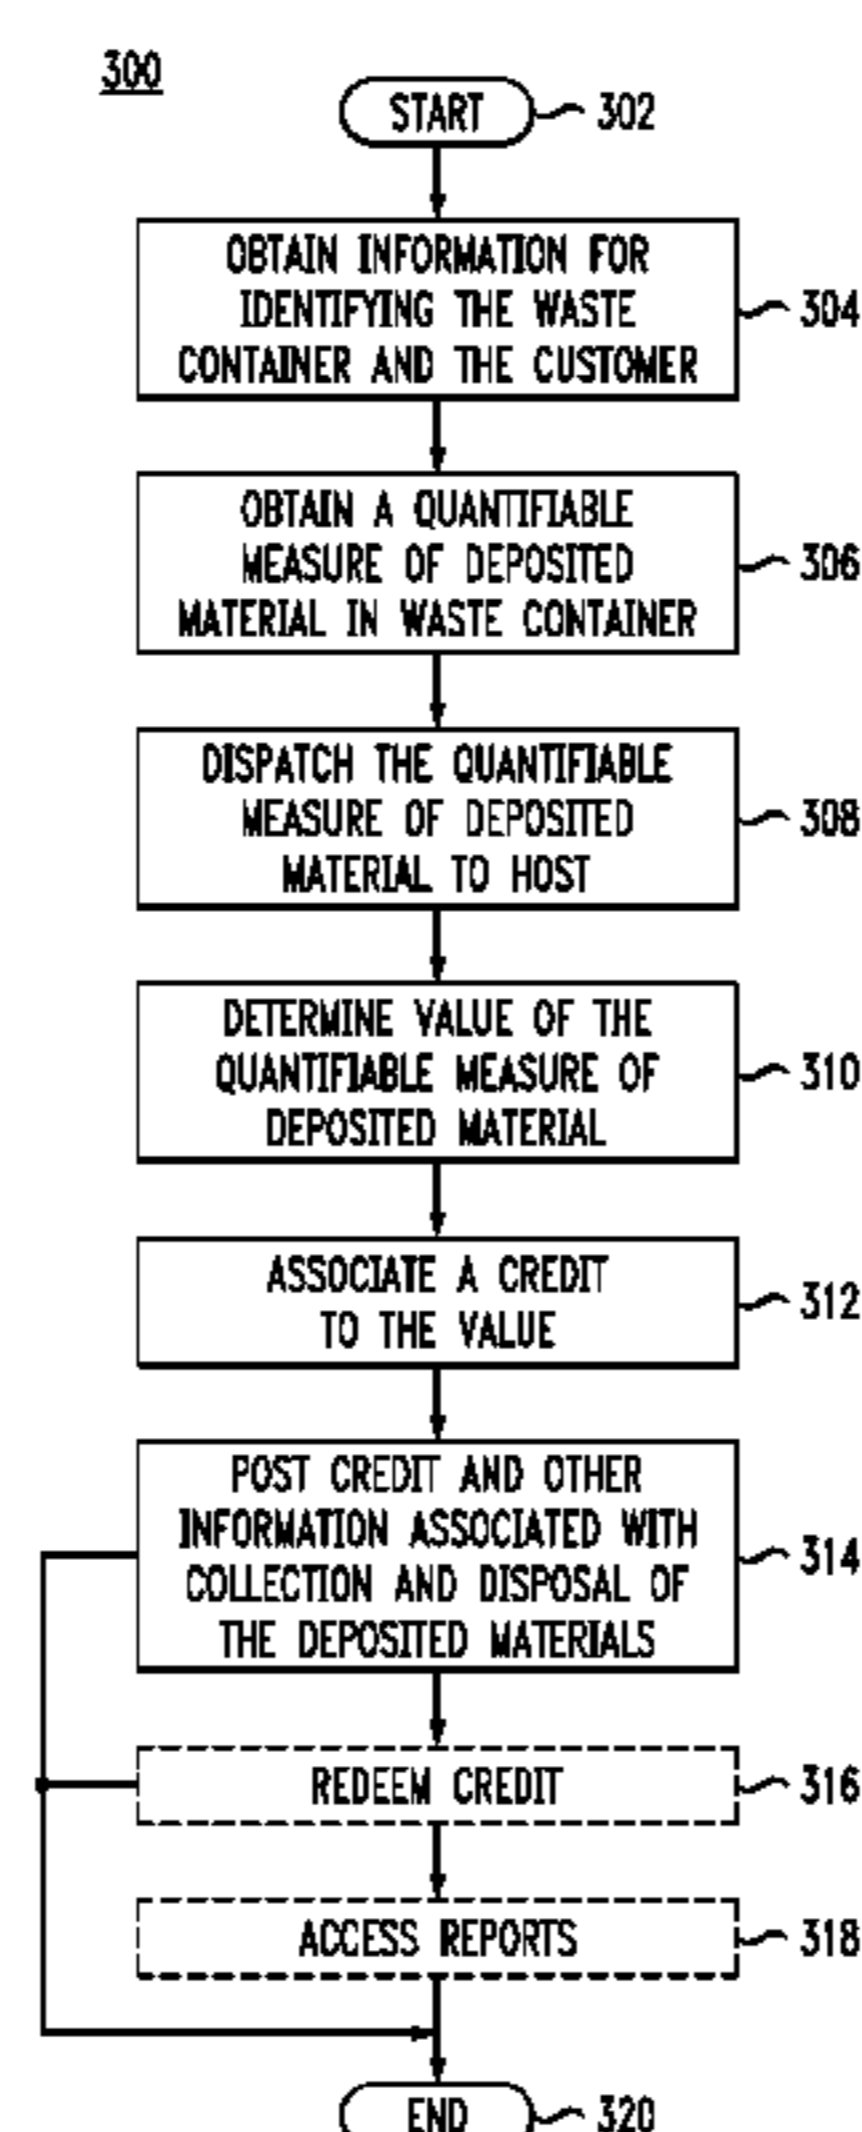 300
START
302
OBTAIN INFORMATION FOR
IDENTIFYING THE WASTE
CONTAINER AND THE CUSTOMER
304
OBTAIN A QUANTIFIABLE
MEASURE OF DEPOSITED
MATERIAL IN WASTE CONTAINER
306
DISPATCH THE QUANTIFIABLE
MEASURE OF DEPOSITED
MATERIAL TO HOST
308
DETERMINE VALUE OF THE
QUANTIFIABLE MEASURE OF
DEPOSITED MATERIAL
310
ASSOCIATE A CREDIT
TO THE VALUE
312
POST CREDIT AND OTHER
INFORMATION ASSOCIATED WITH
COLLECTION AND DISPOSAL OF
THE DEPOSITED MATERIALS
314
REDEEM CREDIT
316
ACCESS REPORTS
318
END
320